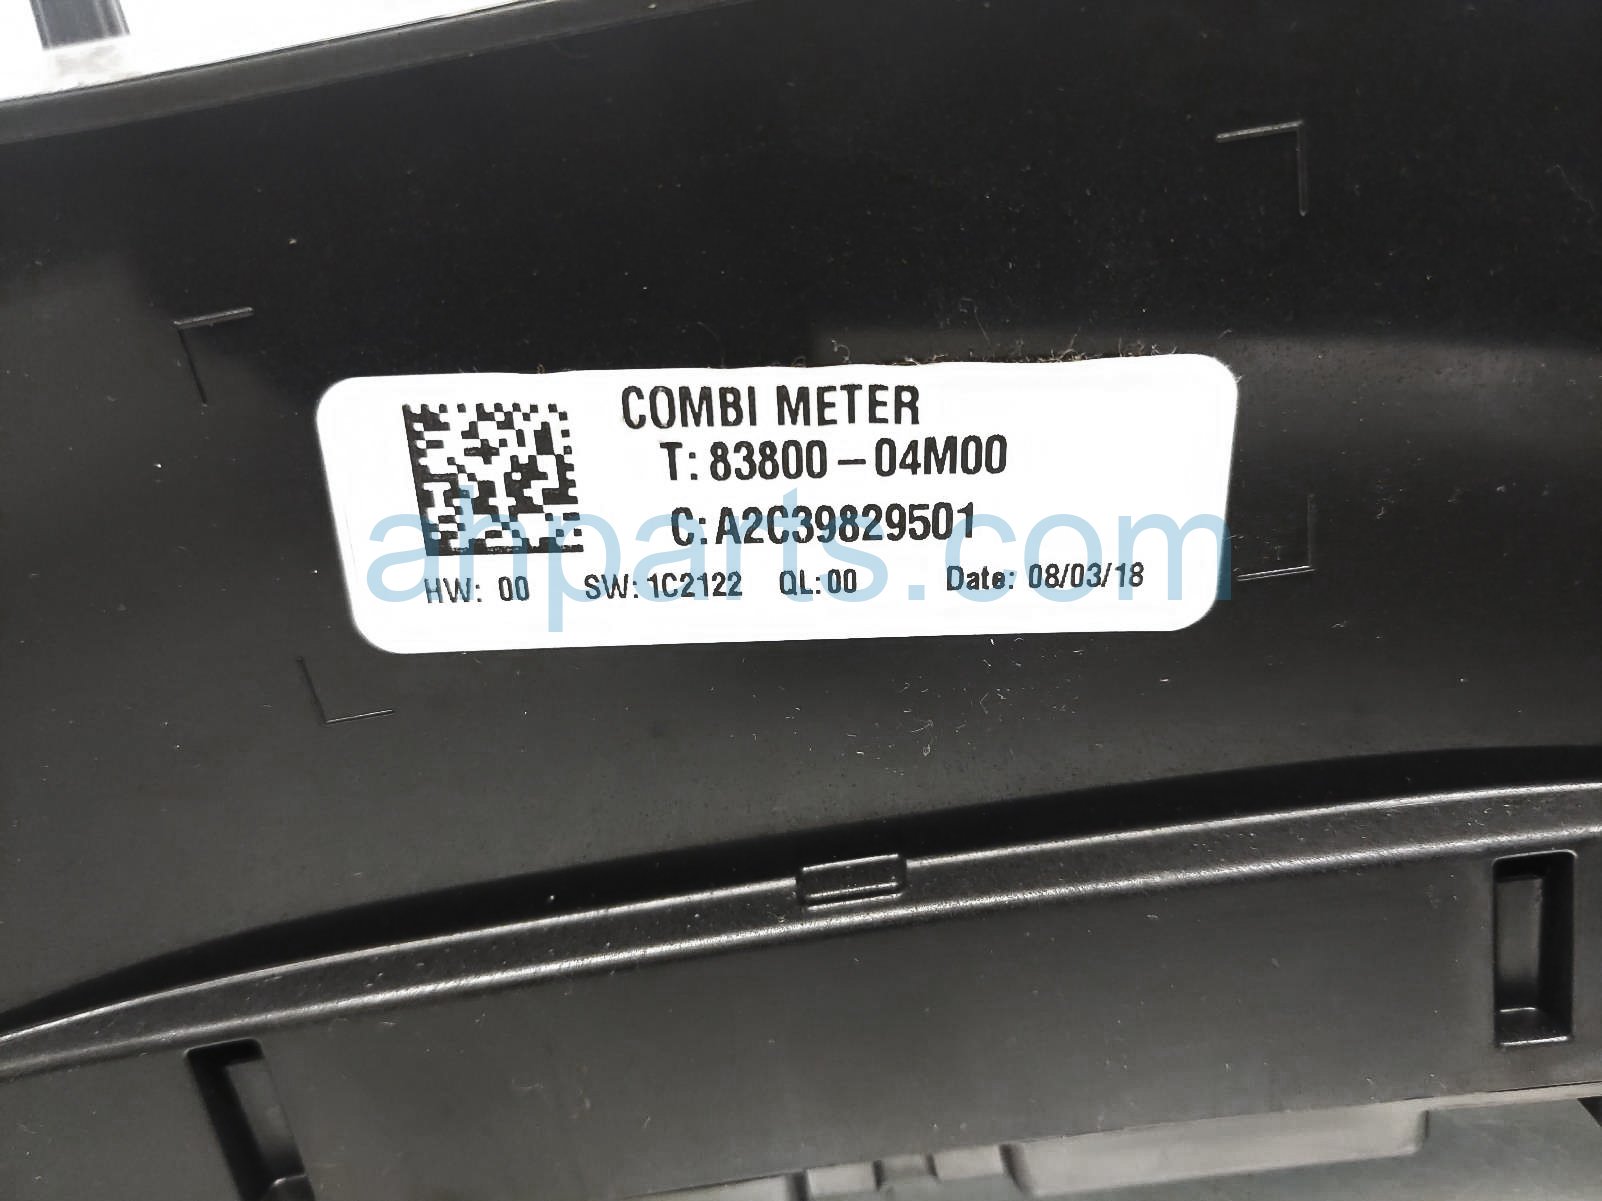 COMBI METER
T: 83800-04M00
C: A2C39829501
HW: 00 SW: 1C2122 QL: 00 Date: 08/03/18
ahparts.com